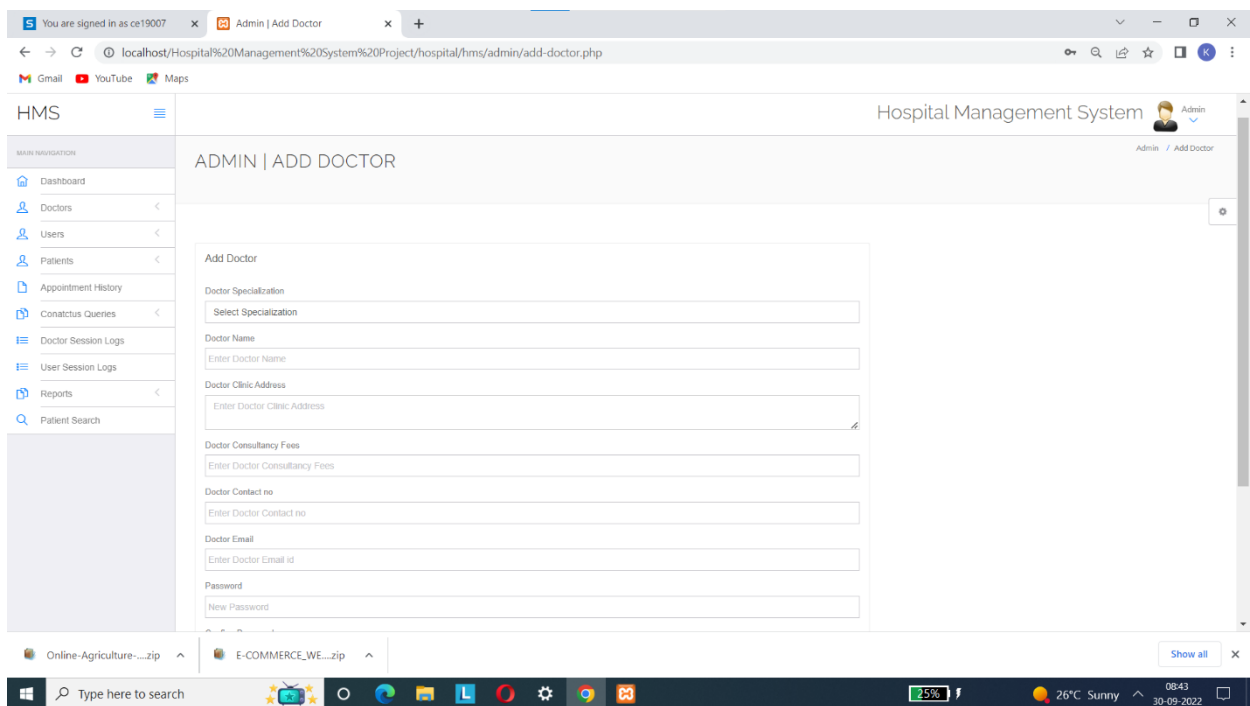 You are signed in as ce19007
Admin | Add Doctor
localhost/Hospital%20Management%20System%20Project/hospital/hms/admin/add-doctor.php
K
Gmail
YouTube
Maps
HMS
Hospital Management System
Admin
MAIN NAVIGATION
ADMIN | ADD DOCTOR
Admin / Add Doctor
Dashboard
Doctors
Users
Patients
Appointment History
Conatctus Queries
Doctor Session Logs
User Session Logs
Reports
Patient Search
Add Doctor
Doctor Specialization
Select Specialization
Doctor Name
Enter Doctor Name
Doctor Clinic Address
Enter Doctor Clinic Address
Doctor Consultancy Fees
Enter Doctor Consultancy Fees
Doctor Contact no
Enter Doctor Contact no
Doctor Email
Enter Doctor Email id
Password
New Password
Online-Agriculture-....zip
E-COMMERCE_WE....zip
Show all
Type here to search
L
25%
26°C Sunny
08:43
30-09-2022